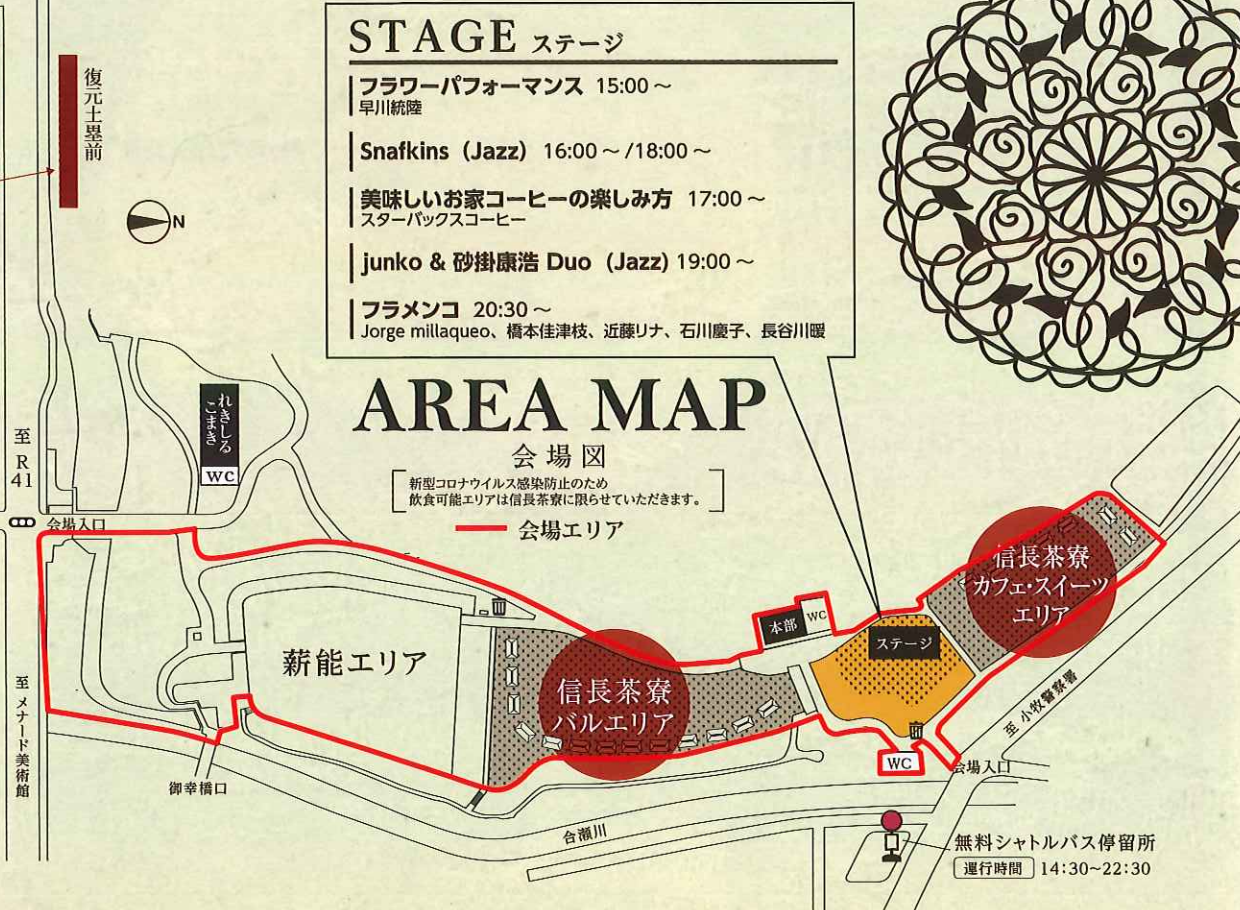 STAGE ステージ
フラワーパフォーマンス 15:00～
早川統陸
Snafkins（Jazz）16:00～/18:00～
美味しいお家コーヒーの楽しみ方 17:00～
スターバックスコーヒー
junko & 砂掛康浩 Duo（Jazz）19:00～
フラメンコ 20:30～
Jorge millaqueo、橋本佳津枝、近藤リナ、石川慶子、長谷川暖
復元土塁前
N
れきしる
こまき
WC
AREA MAP
会場図
新型コロナウイルス感染防止のため
飲食可能エリアは信長茶寮に限らせていただきます。
会場エリア
至 R41
会場入口
至 メナード美術館
薪能エリア
信長茶寮
バルエリア
本部
WC
ステージ
信長茶寮
カフェ・スイーツ
エリア
至 小牧警察署
WC
会場入口
御幸橋口
合瀬川
無料シャトルバス停留所
運行時間 14:30~22:30